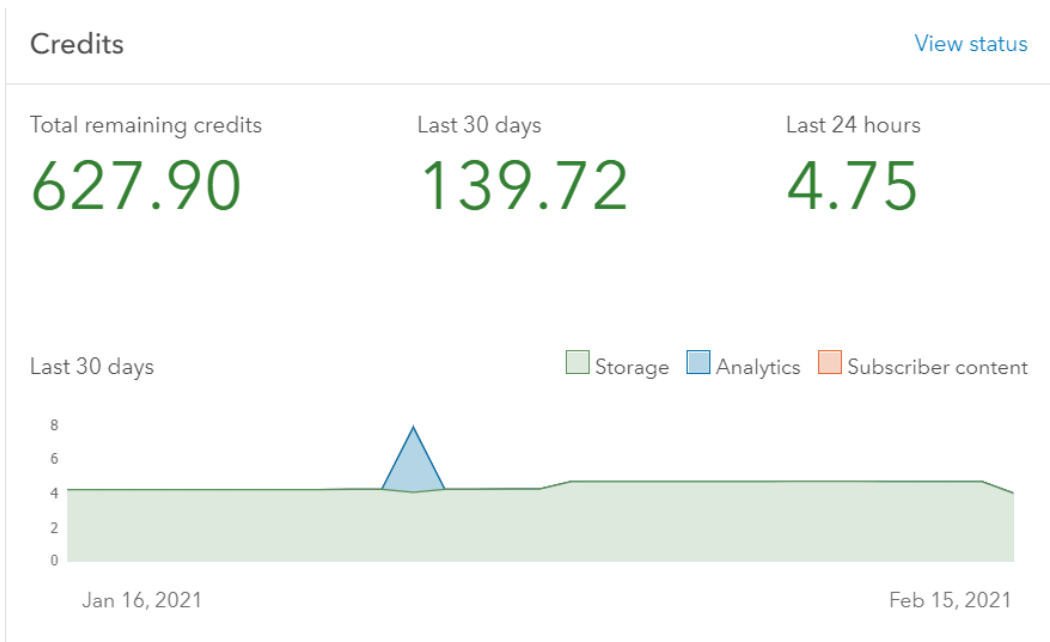 Credits View status
Total remaining credits Last 30 days Last 24 hours
627.90 139.72 4.75
Last 30 days Storage Analytics Subscriber content
8
6
4
2
0
Jan 16, 2021 Feb 15, 2021